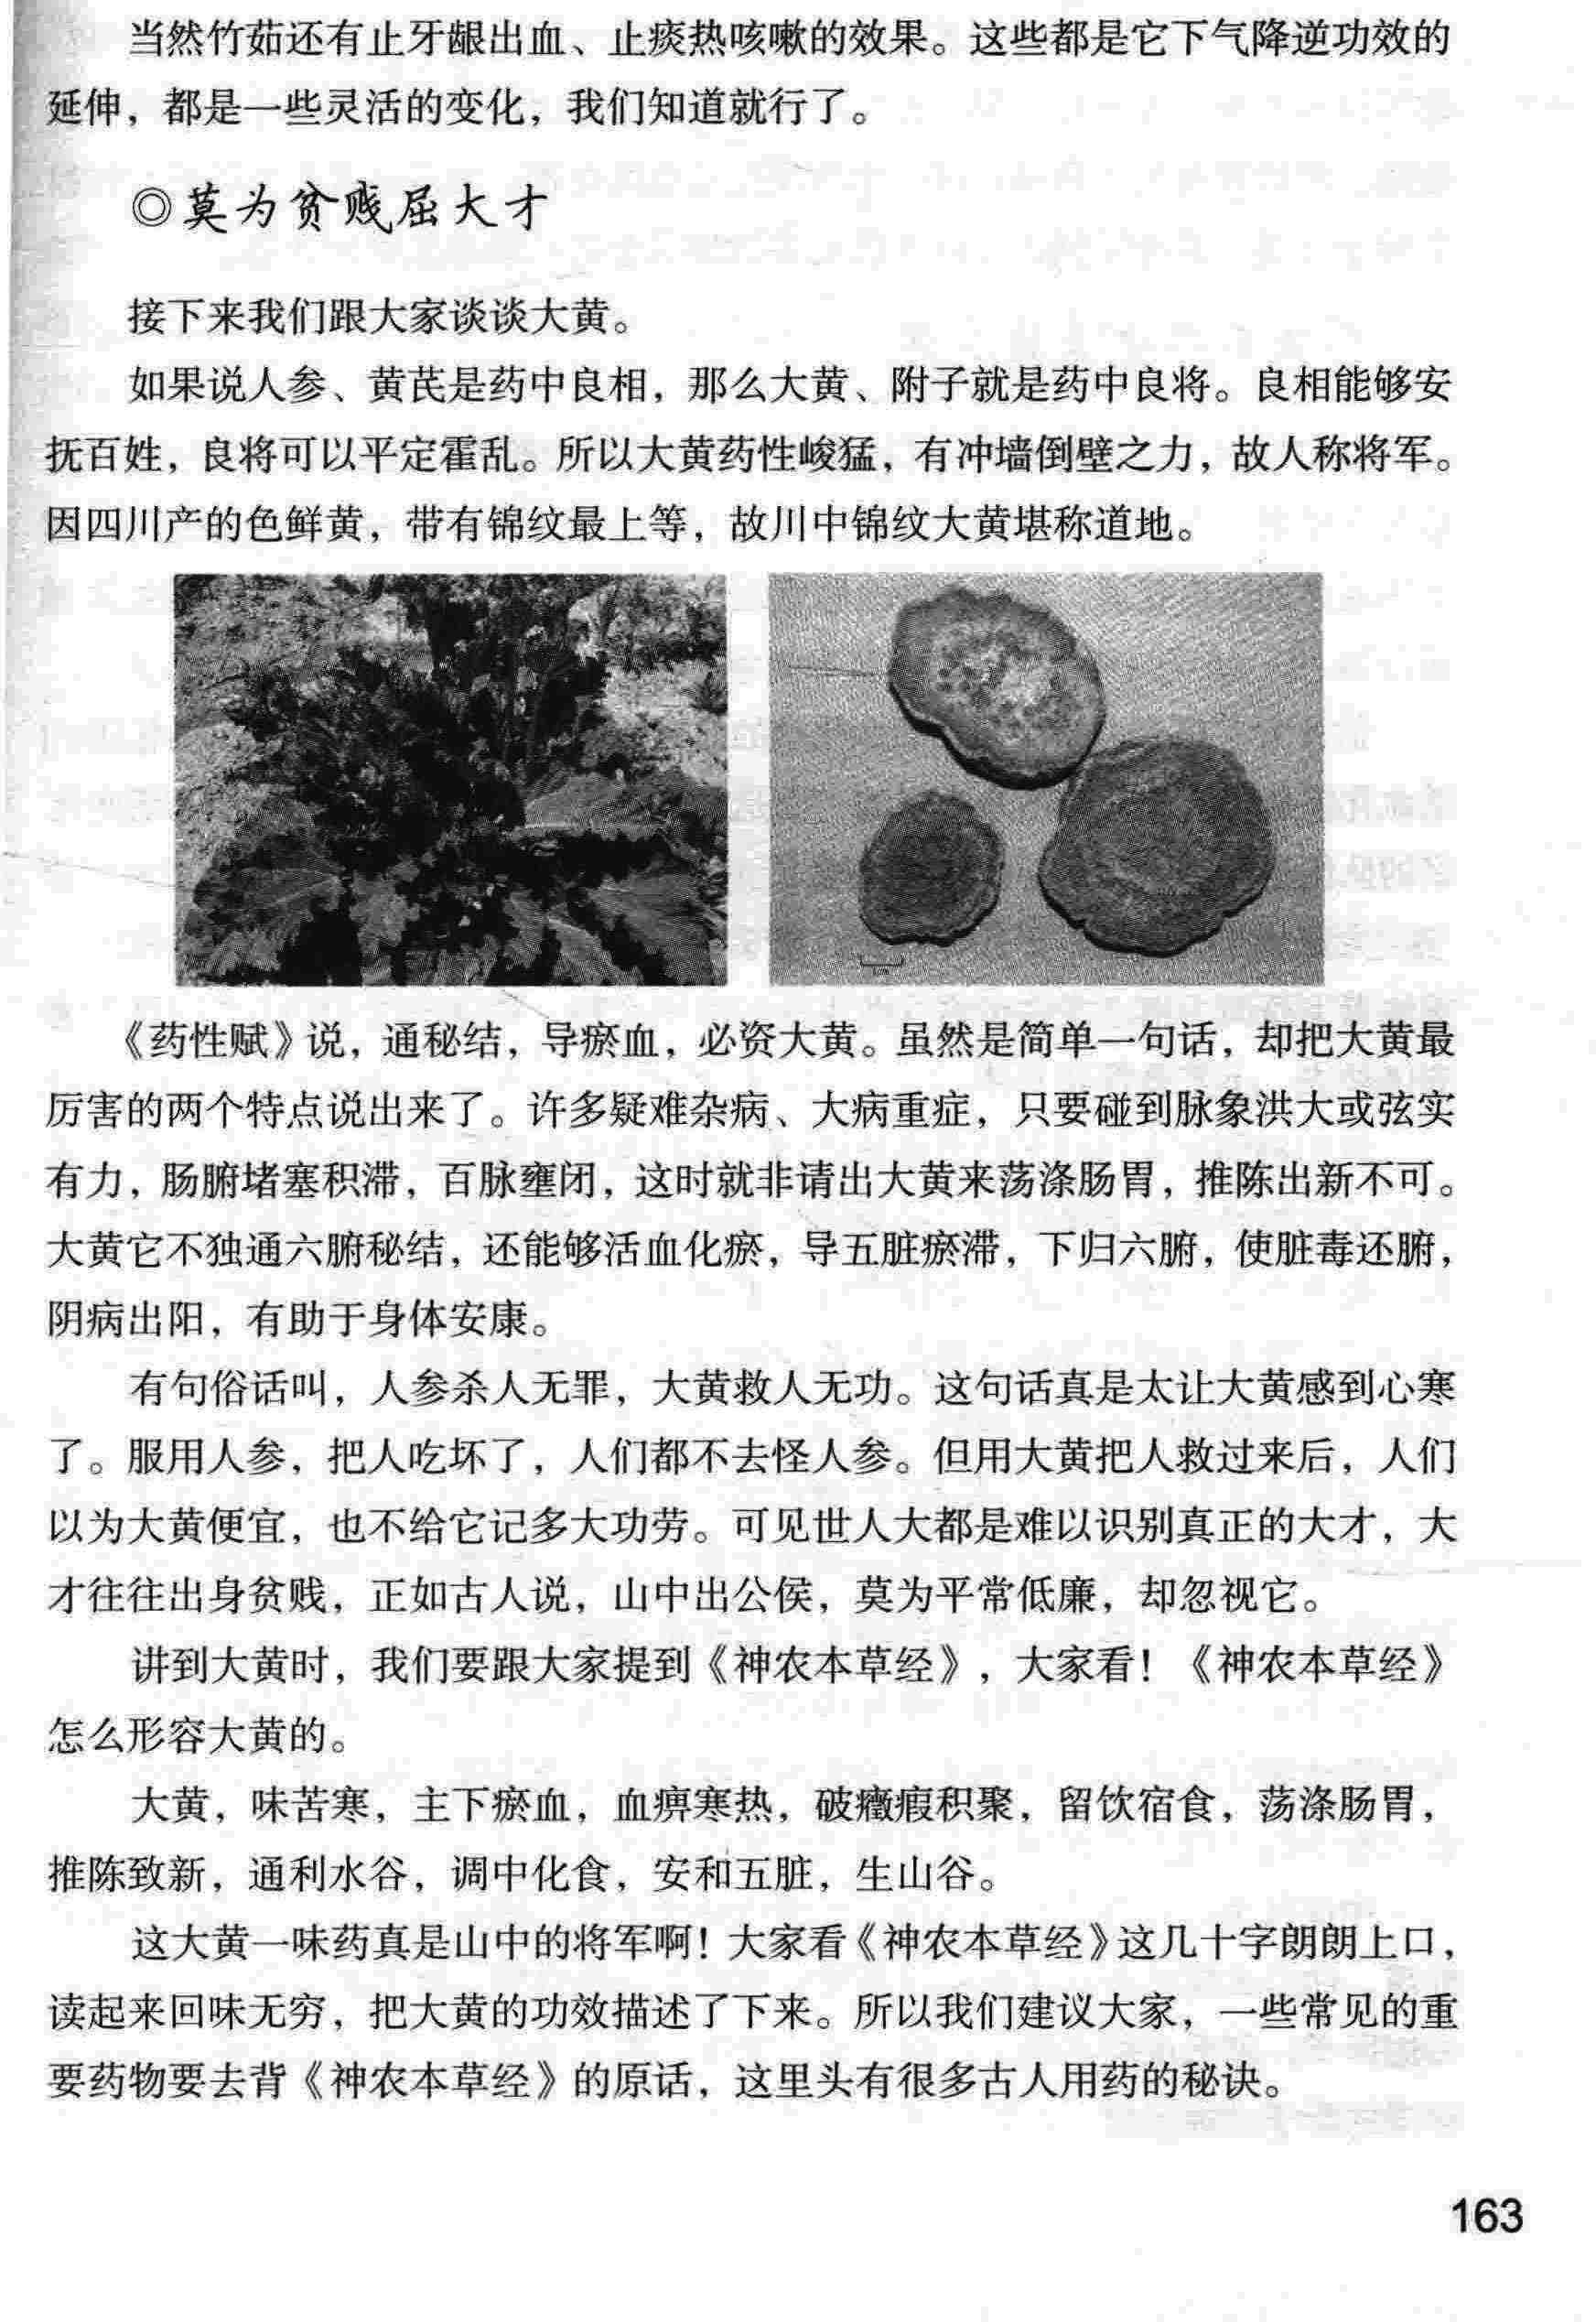 当然竹茹还有止牙龈出血、止痰热咳嗽的效果。这些都是它下气降逆功效的
延伸，都是一些灵活的变化，我们知道就行了。
◎莫为贫贱屈大才
接下来我们跟大家谈谈大黄。
如果说人参、黄芪是药中良相，那么大黄、附子就是药中良将。良相能够安
抚百姓，良将可以平定霍乱。所以大黄药性峻猛，有冲墙倒壁之力，故人称将军。
因四川产的色鲜黄，带有锦纹最上等，故川中锦纹大黄堪称道地。
《药性赋》说，通秘结，导瘀血，必资大黄。虽然是简单一句话，却把大黄最
厉害的两个特点说出来了。许多疑难杂病、大病重症，只要碰到脉象洪大或弦实
有力，肠腑堵塞积滞，百脉壅闭，这时就非请出大黄来荡涤肠胃，推陈出新不可。
大黄它不独通六腑秘结，还能够活血化瘀，导五脏瘀滞，下归六腑，使脏毒还腑，
阴病出阳，有助于身体安康。
有句俗话叫，人参杀人无罪，大黄救人无功。这句话真是太让大黄感到心寒
了。服用人参，把人吃坏了，人们都不去怪人参。但用大黄把人救过来后，人们
以为大黄便宜，也不给它记多大功劳。可见世人大都是难以识别真正的大才，大
才往往出身贫贱，正如古人说，山中出公侯，莫为平常低廉，却忽视它。
讲到大黄时，我们要跟大家提到《神农本草经》，大家看！《神农本草经》
怎么形容大黄的。
大黄，味苦寒，主下瘀血，血痹寒热，破癥瘕积聚，留饮宿食，荡涤肠胃，
推陈致新，通利水谷，调中化食，安和五脏，生山谷。
这大黄一味药真是山中的将军啊！大家看《神农本草经》这几十字朗朗上口，
读起来回味无穷，把大黄的功效描述了下来。所以我们建议大家，一些常见的重
要药物要去背《神农本草经》的原话，这里头有很多古人用药的秘诀。
163